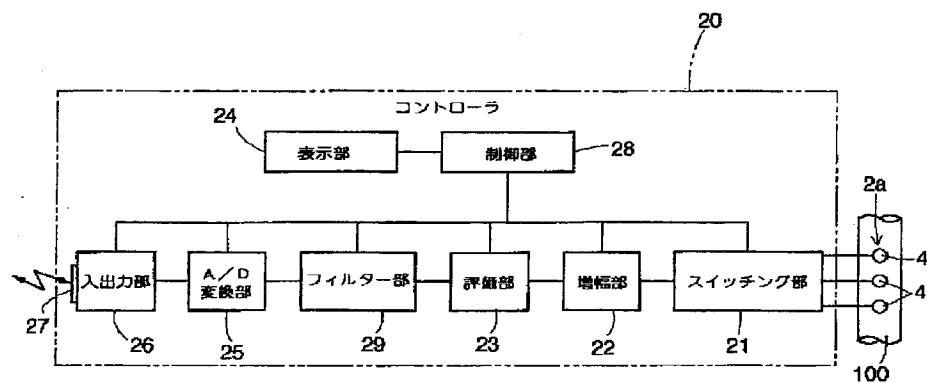 20
コントローラ
24
表示部
制御部
28
2a
入出力部
A/D
変換部
フィルター部
評価部
増幅部
スイッチング部
4
4
27
26
25
29
23
22
21
100